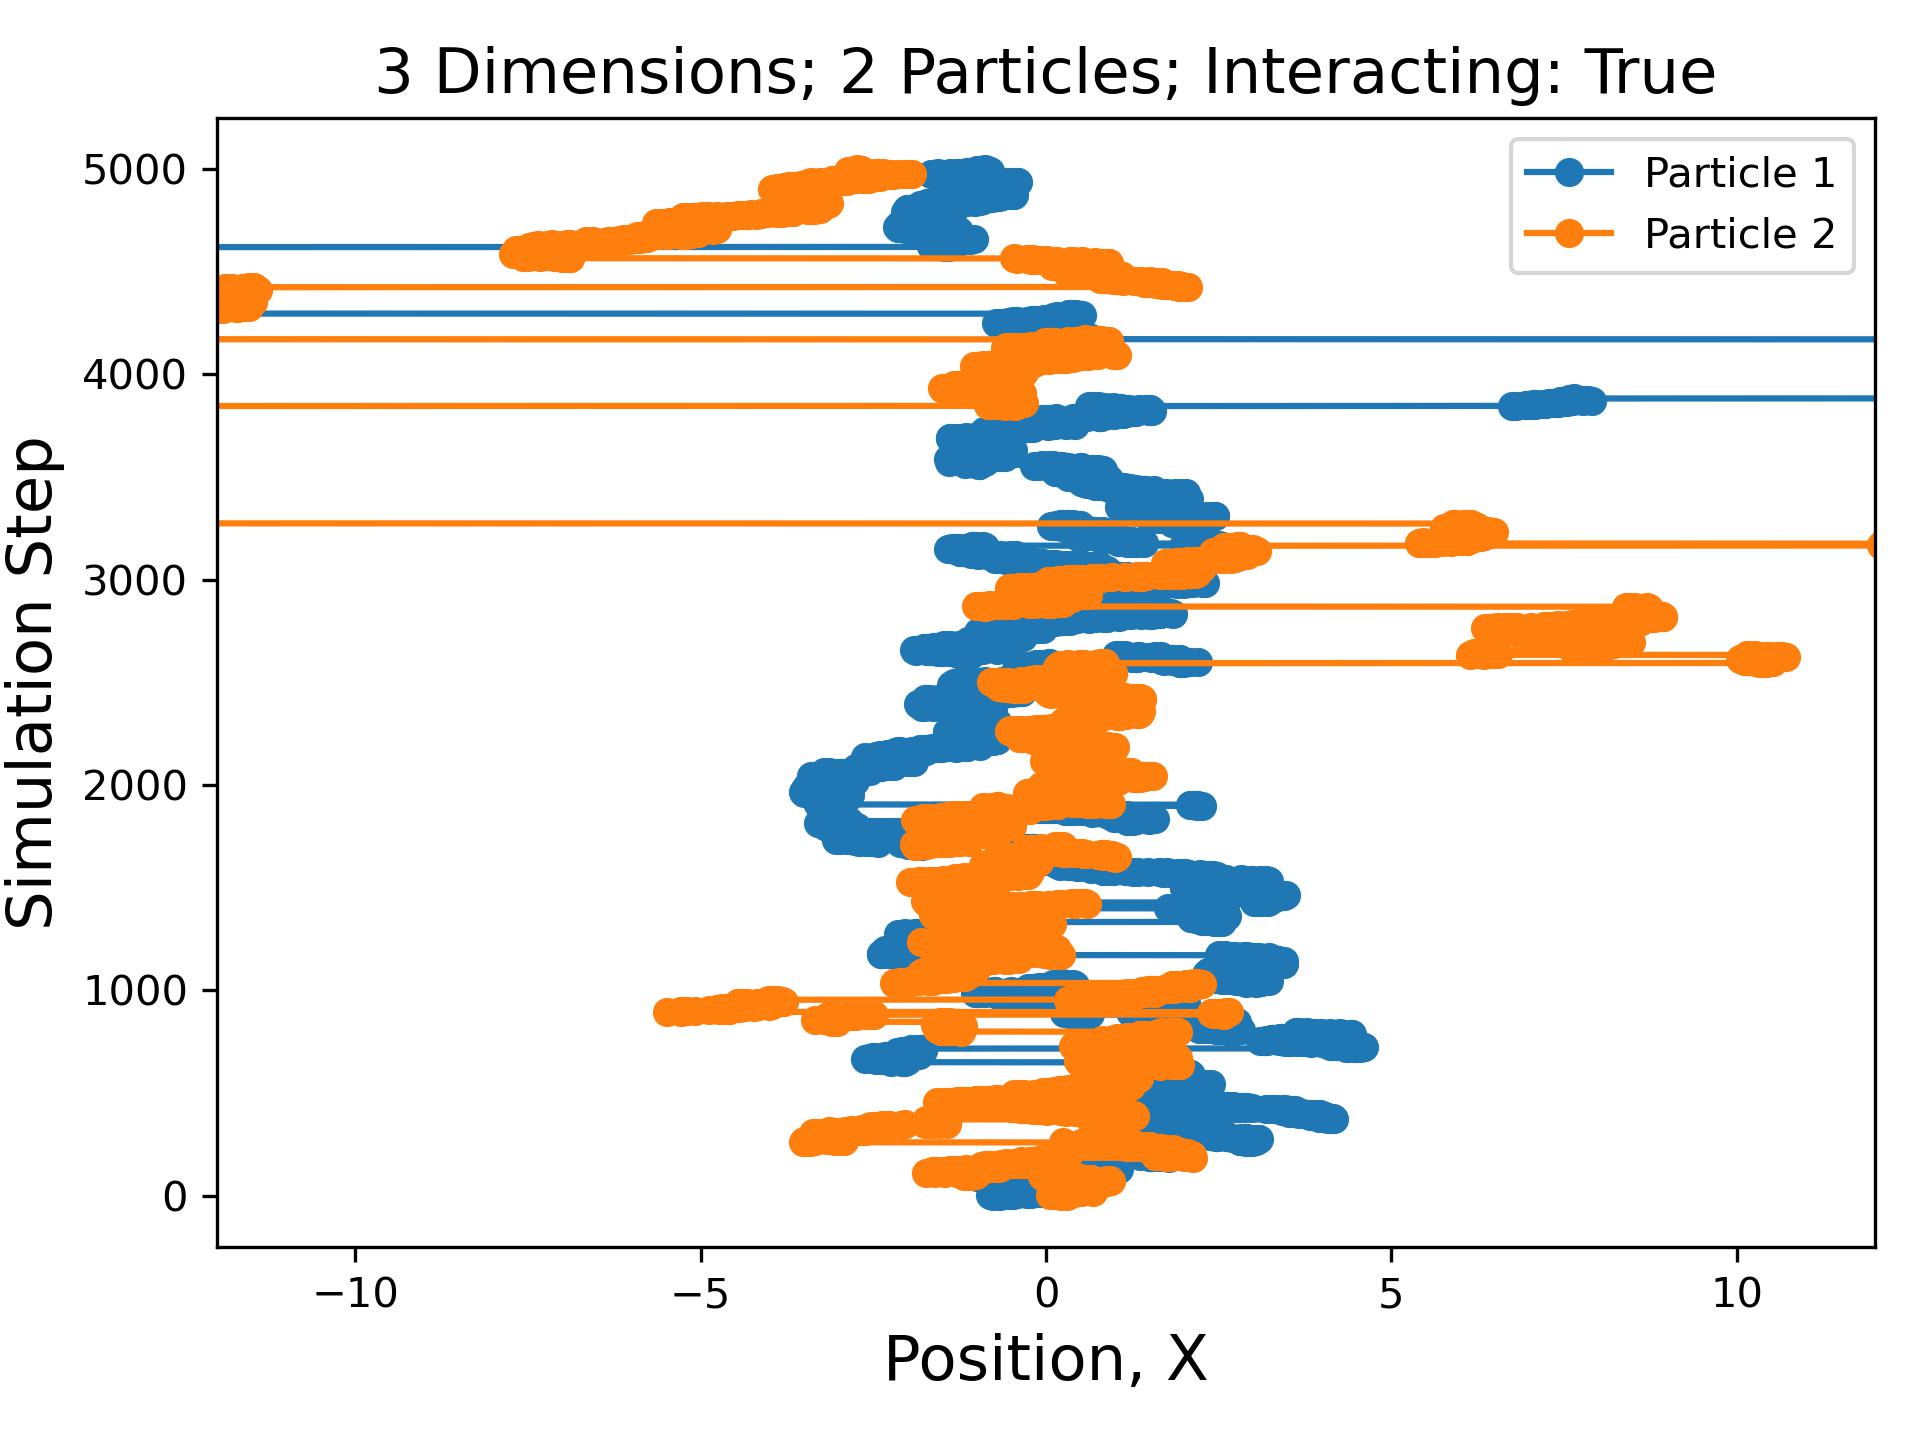 3 Dimensions; 2 Particles; Interacting: True
Particle 1
Particle 2
5000
4000
3000
2000
1000
0
Simulation Step
−10
−5
0
5
10
Position, X